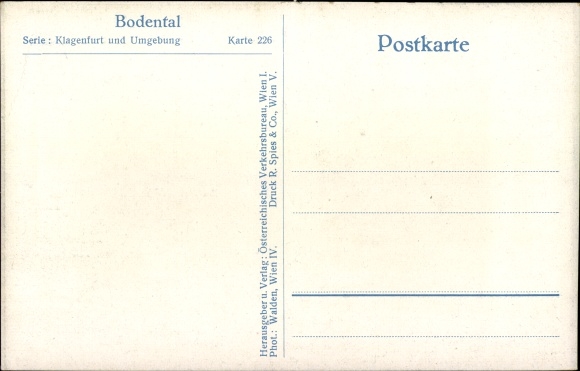 Bodental
Serie: Klagenfurt und Umgebung Karte 226
Postkarte
Herausgeber u. Verlag: Österreichisches Verkehrsbureau, Wien I.
Phot.: Walden, Wien IV. Druck R. Spies & Co., Wien V.